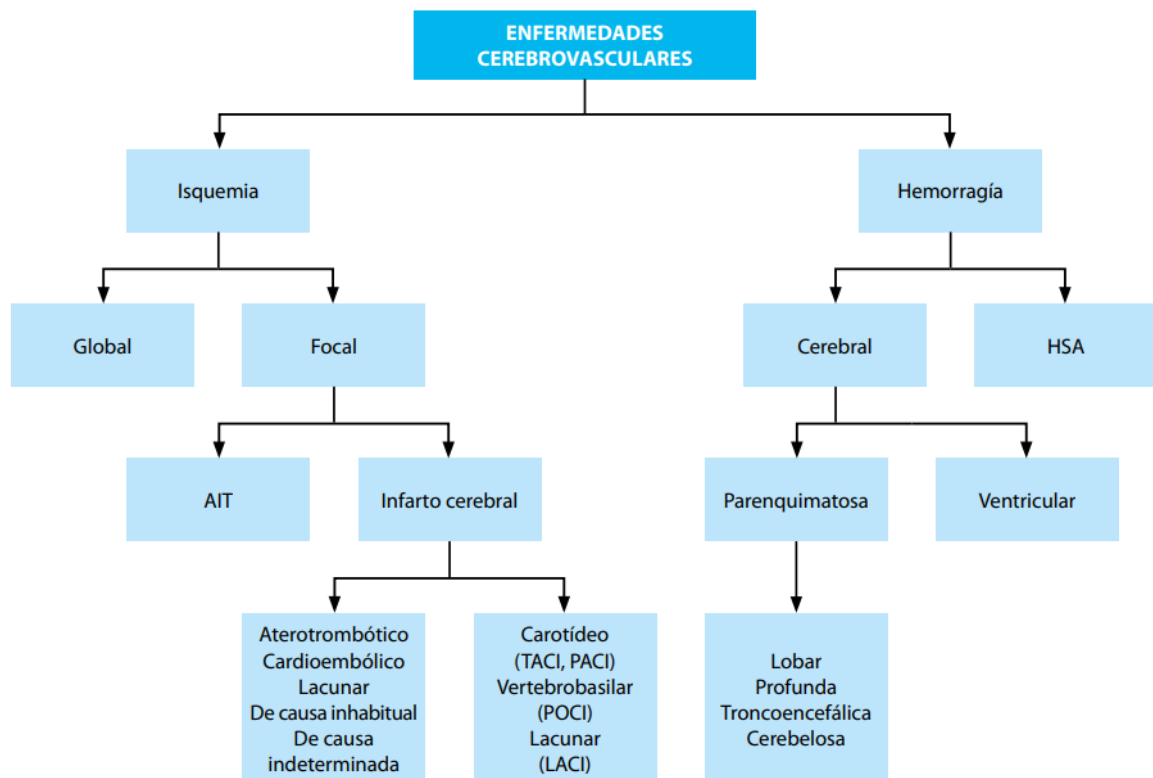 ENFERMEDADES
CEREBROVASCULARES
Isquemia
Hemorragía
Global
Focal
Cerebral
HSA
AIT
Infarto cerebral
Parenquimatosa
Ventricular
Aterotrombótico
Cardioembólico
Lacunar
De causa inhabitual
De causa
indeterminada
Carotídeo
(TACI, PACI)
Vertebrobasilar
(POCI)
Lacunar
(LACI)
Lobar
Profunda
Troncoencefálica
Cerebelosa